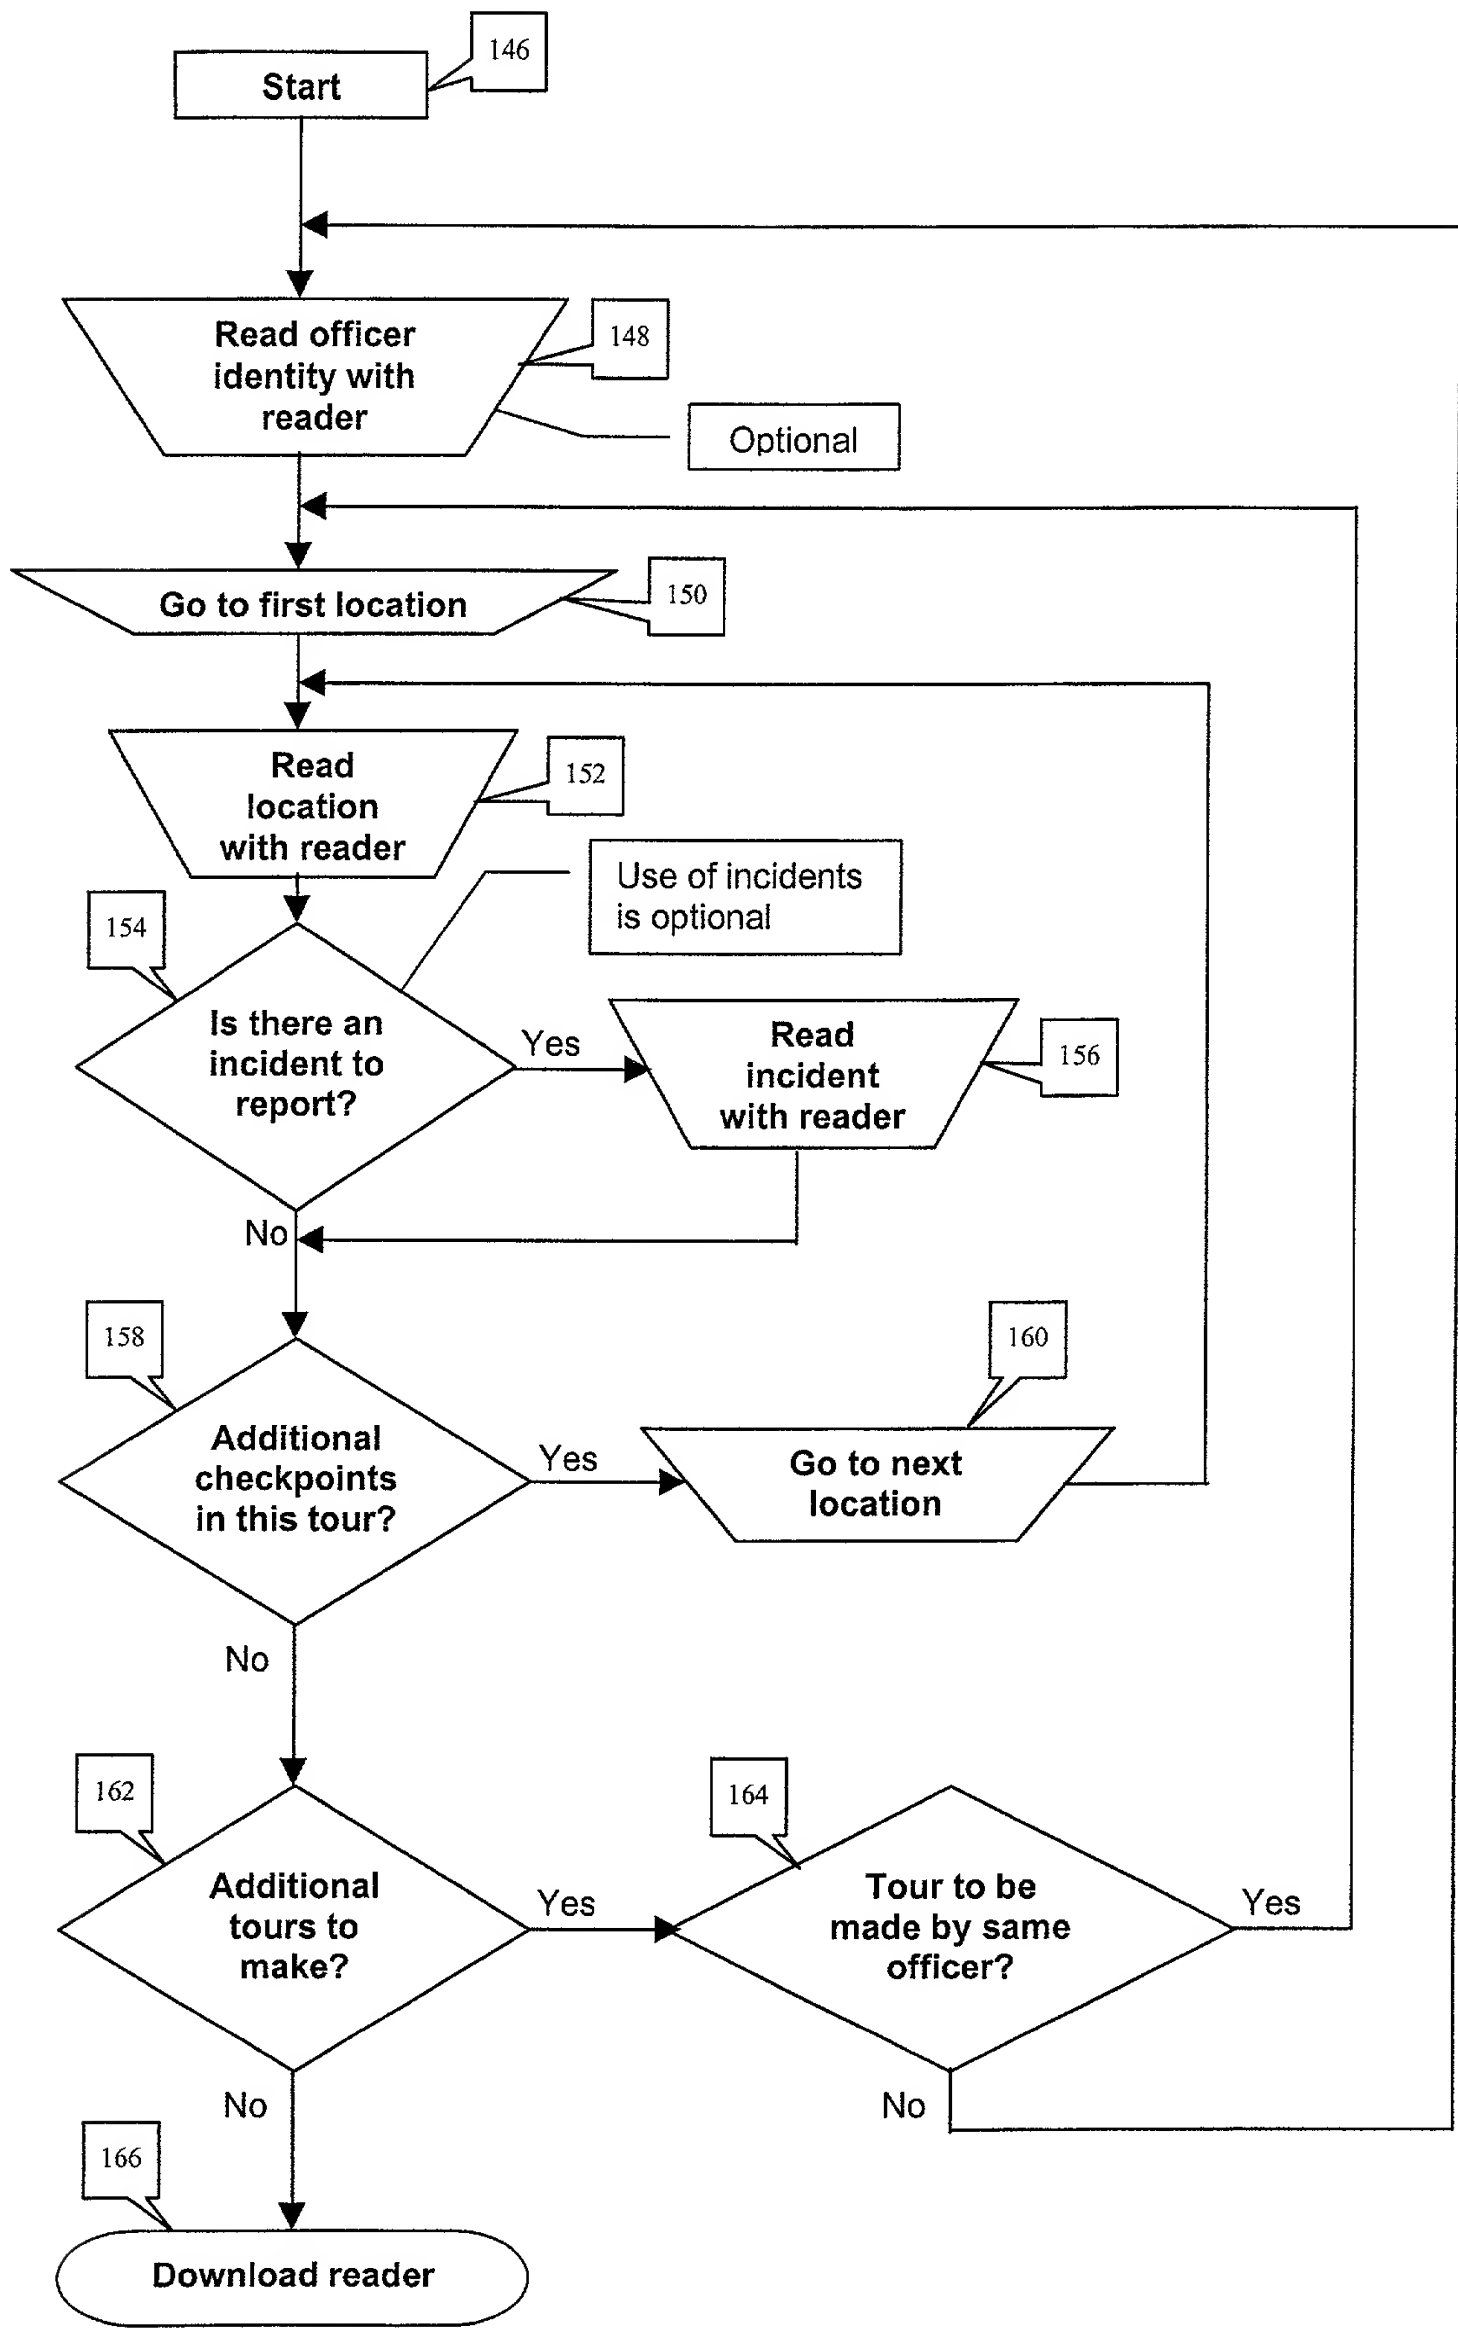 146
Start
Read officer
identity with
reader
148
Optional
Go to first location
150
Read
location
with reader
152
Use of incidents
is optional
154
Is there an
incident to
report?
Yes
Read
incident
with reader
156
No
158
160
Additional
checkpoints
in this tour?
Yes
Go to next
location
No
162
164
Additional
tours to
make?
Yes
Tour to be
made by same
officer?
Yes
No
No
166
Download reader